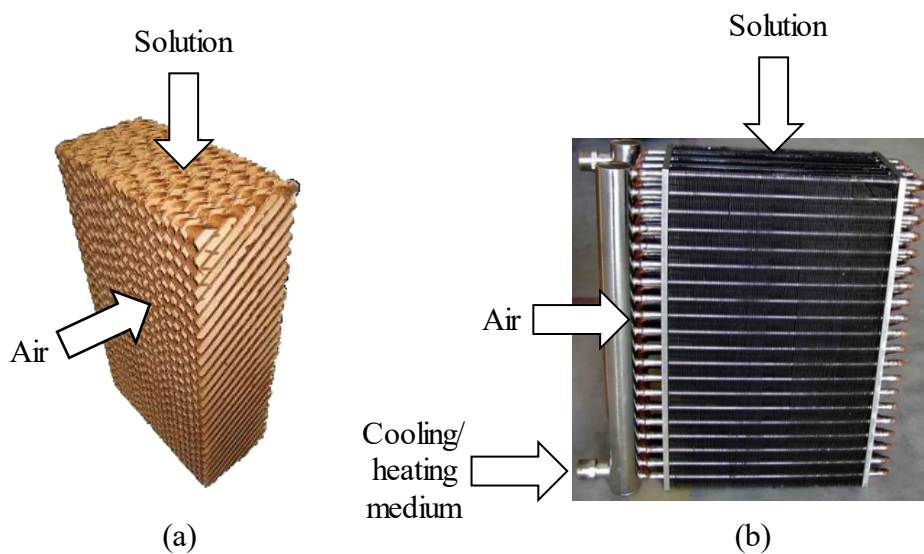 Solution
Air
(a)
Solution
Air
Cooling/
heating
medium
(b)